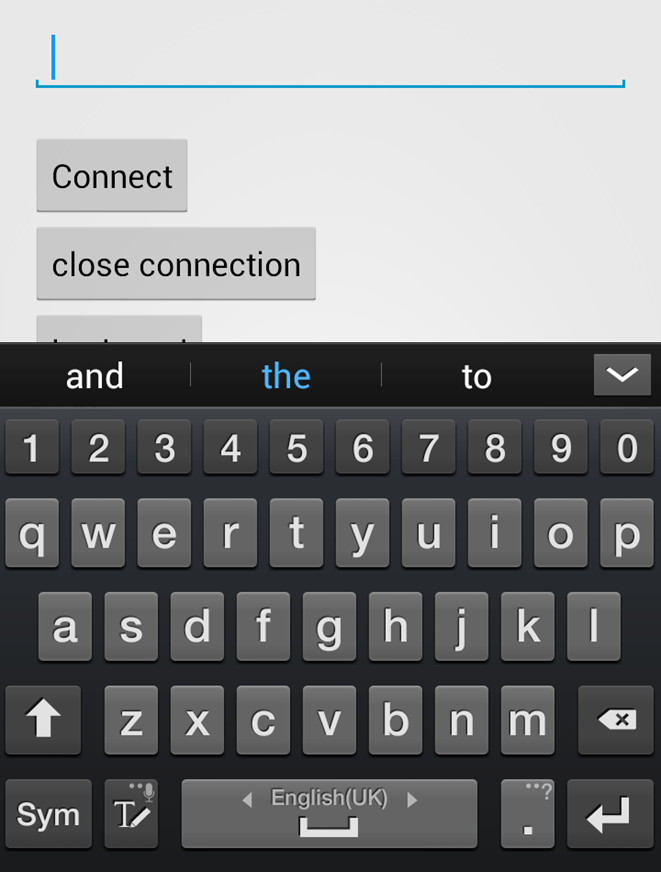 Connect
close connection
and the to
1 2 3 4 5 6 7 8 9 0
q w e r t y u i o p
a s d f g h j k l
z x c v b n m
Sym T English(UK) . ?